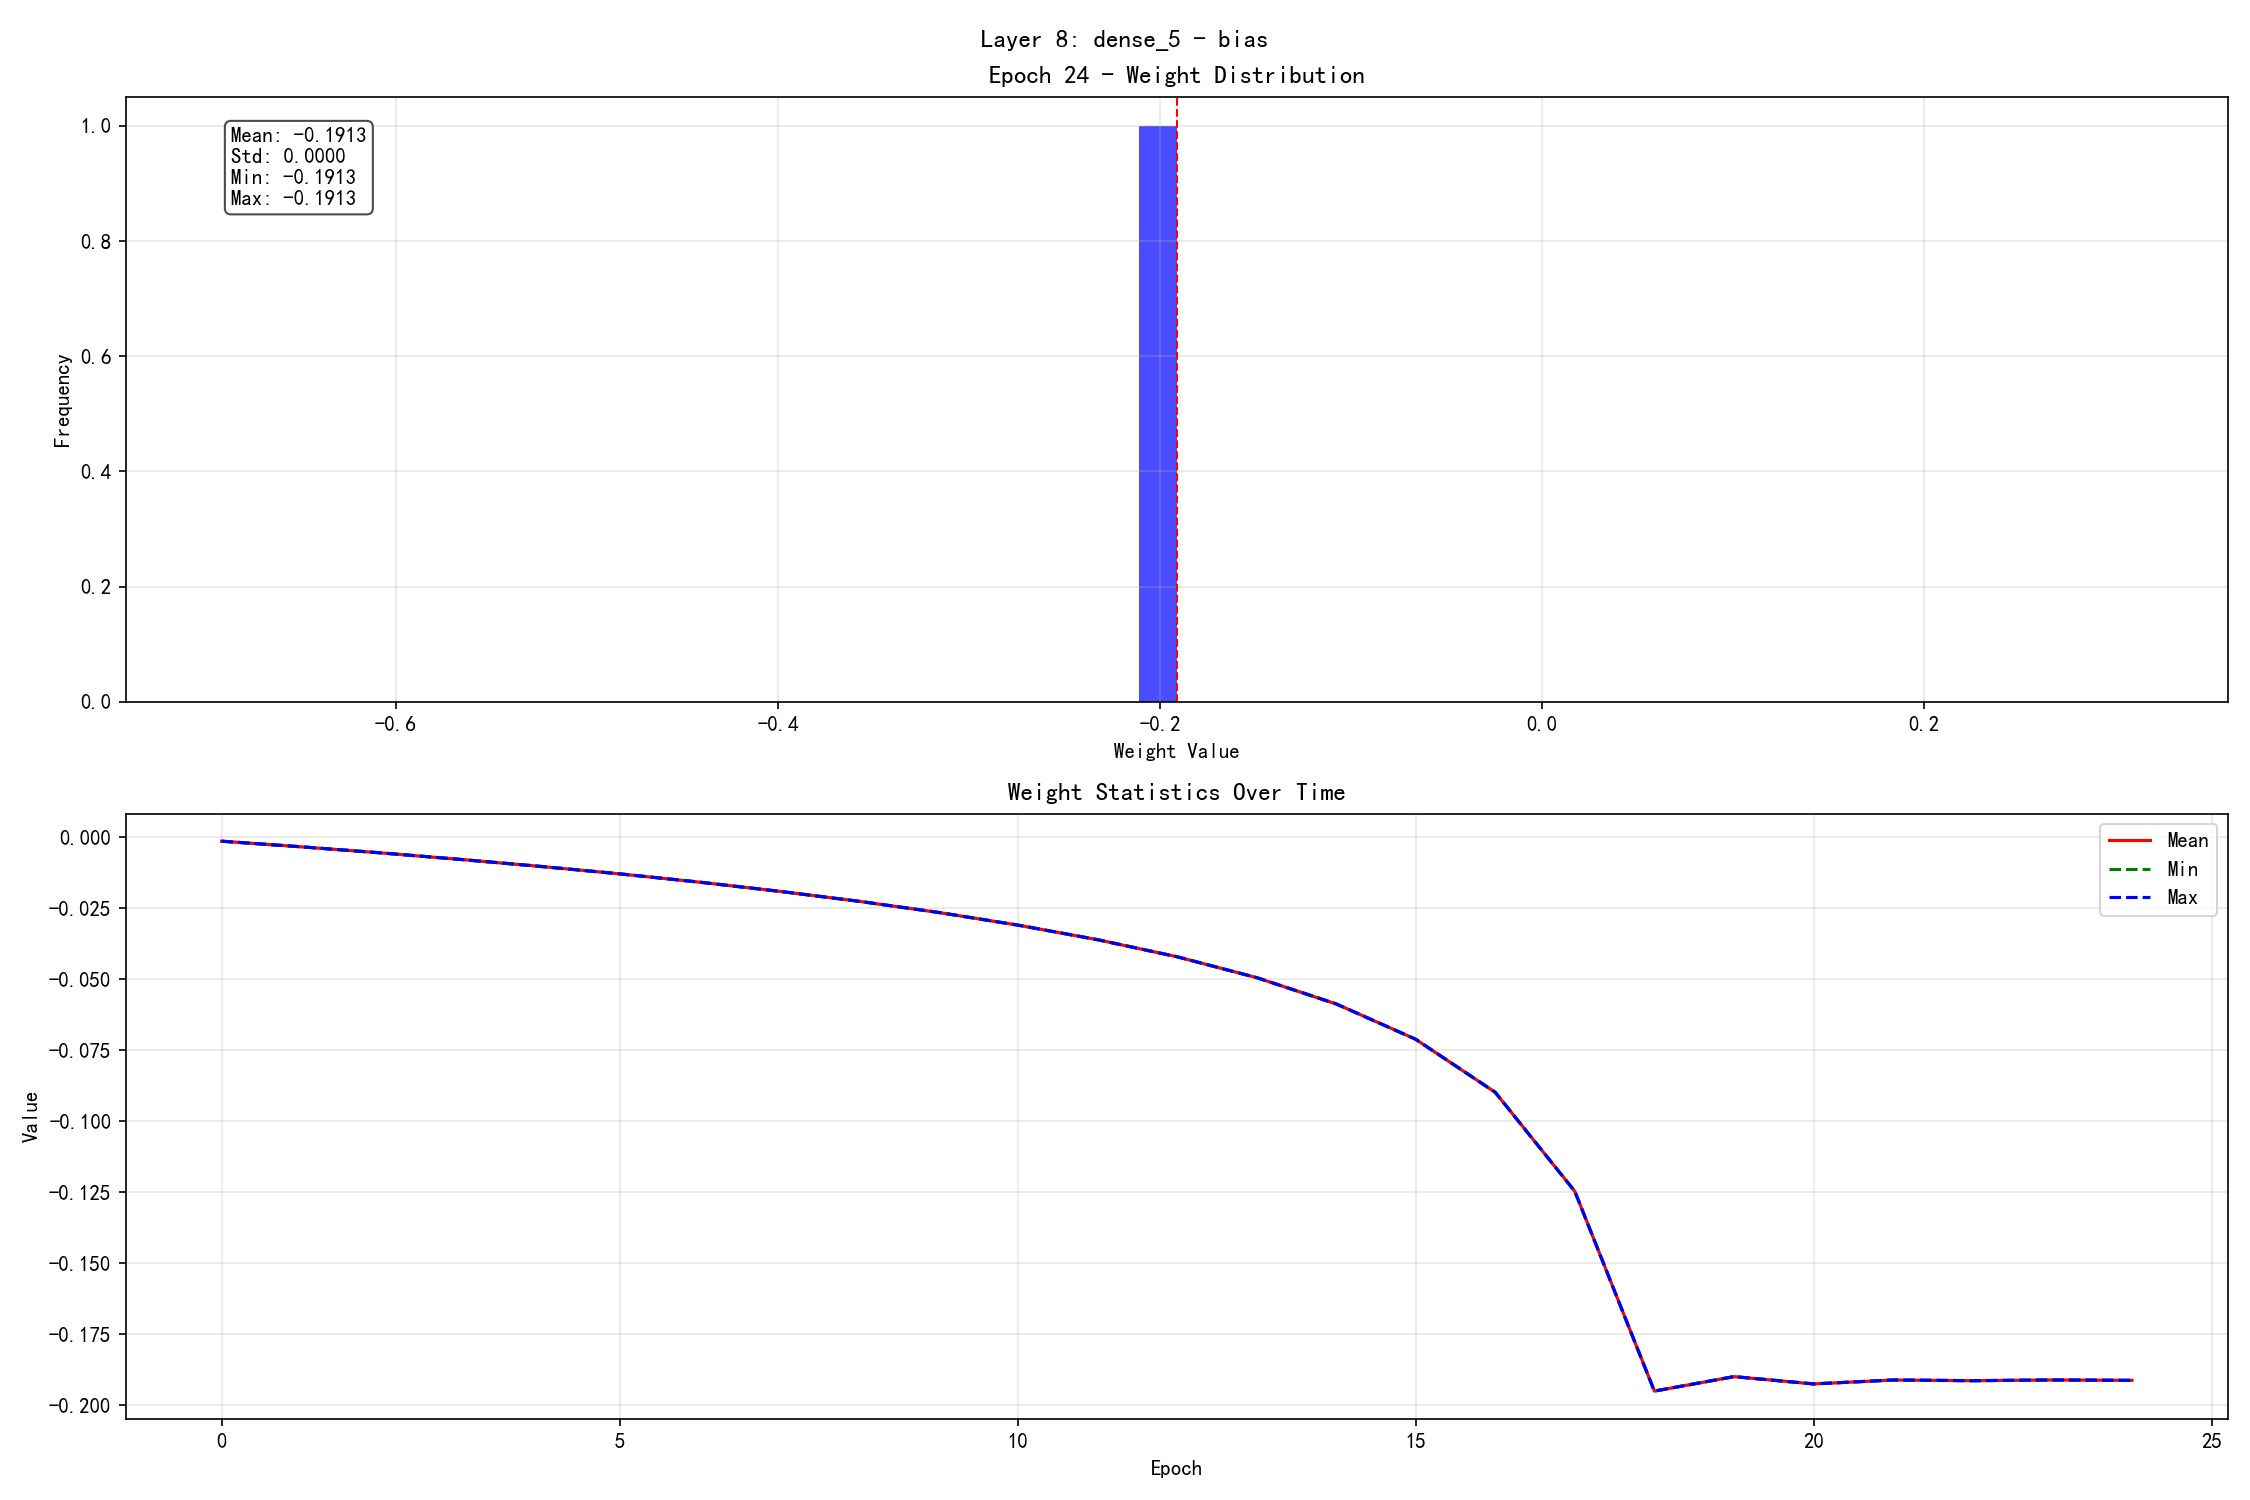 Layer 8: dense_5 − bias
Epoch 24 − Weight Distribution
Mean: −0.1913
Std: 0.0000
Min: −0.1913
Max: −0.1913
Frequency
1.0
0.8
0.6
0.4
0.2
0.0
−0.6 −0.4 −0.2 0.0 0.2
Weight Value
Weight Statistics Over Time
Mean
Min
Max
Value
0.000
−0.025
−0.050
−0.075
−0.100
−0.125
−0.150
−0.175
−0.200
0 5 10 15 20 25
Epoch